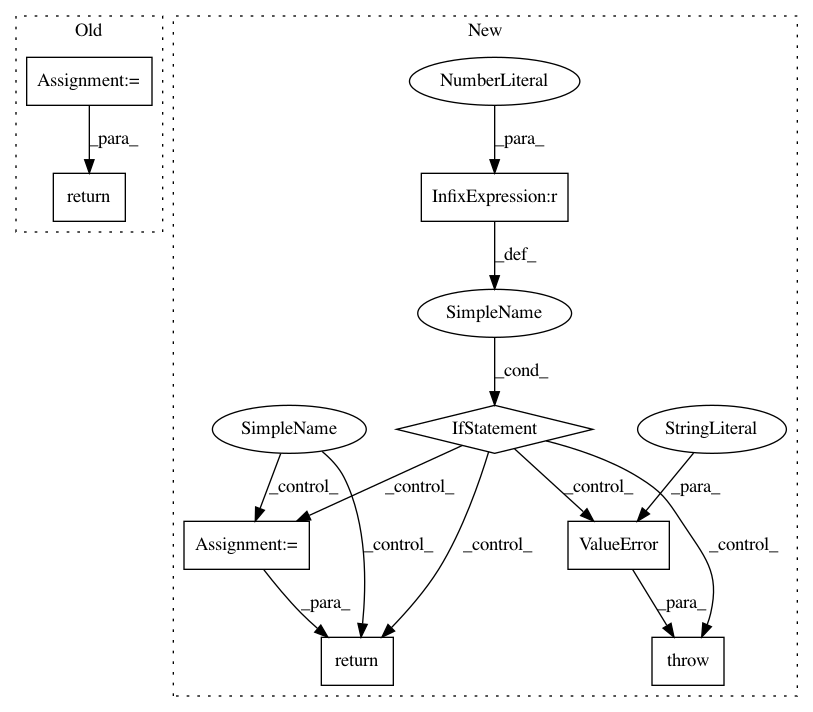 Old
New
Assignment:=
NumberLiteral
_para_
_para_
return
InfixExpression:r
_def_
SimpleName
_cond_
SimpleName
IfStatement
StringLiteral
_control_
_control_
_control_
_para_
Assignment:=
_control_
_control_
ValueError
_control_
_para_
_para_
return
throw